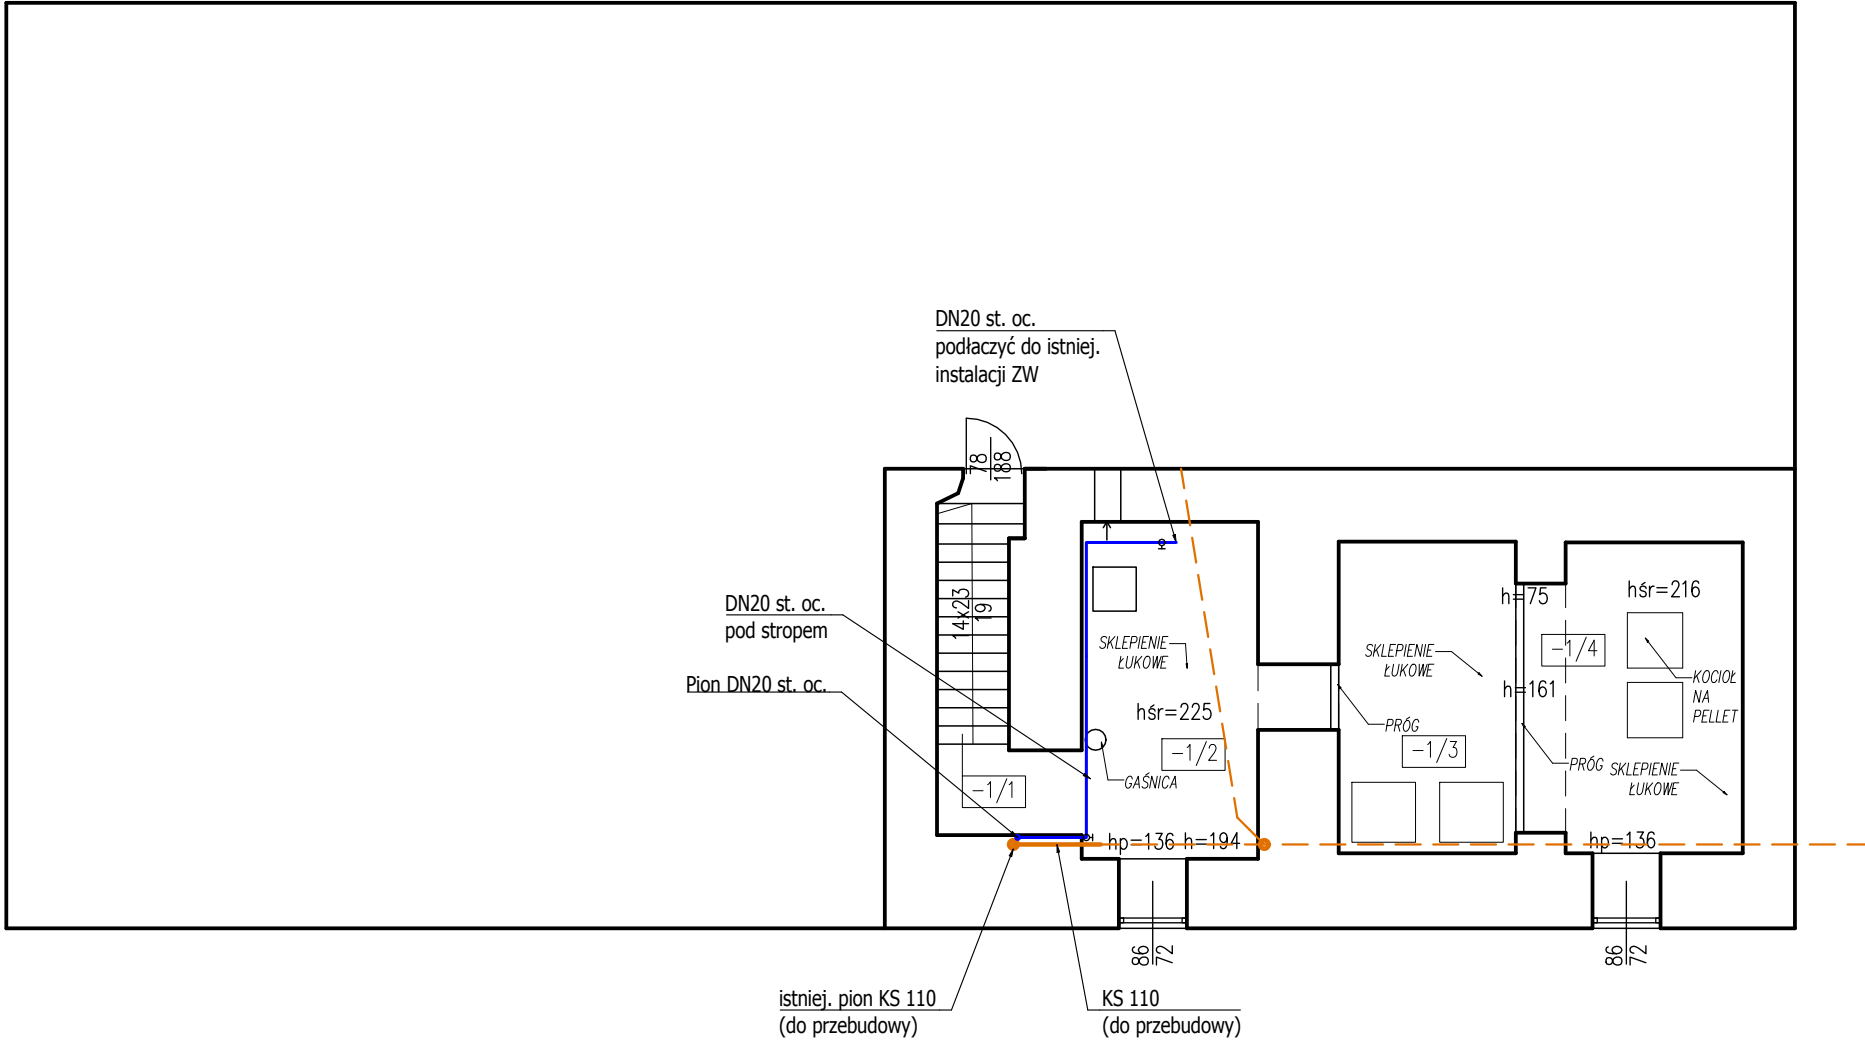 DN20 st. oc.
podłaczyć do istniej.
instalacji ZW
78
188
14x23
19
DN20 st. oc.
pod stropem
Pion DN20 st. oc.
-1/1
SKLEPIENIE
ŁUKOWE
hśr=225
-1/2
GAŚNICA
hp=136 h=194
SKLEPIENIE
ŁUKOWE
PRÓG
-1/3
h=75
h=161
hśr=216
-1/4
KOCIOŁ
NA
PELLET
PRÓG
SKLEPIENIE
ŁUKOWE
hp=136
86
72
86
72
istniej. pion KS 110
(do przebudowy)
KS 110
(do przebudowy)